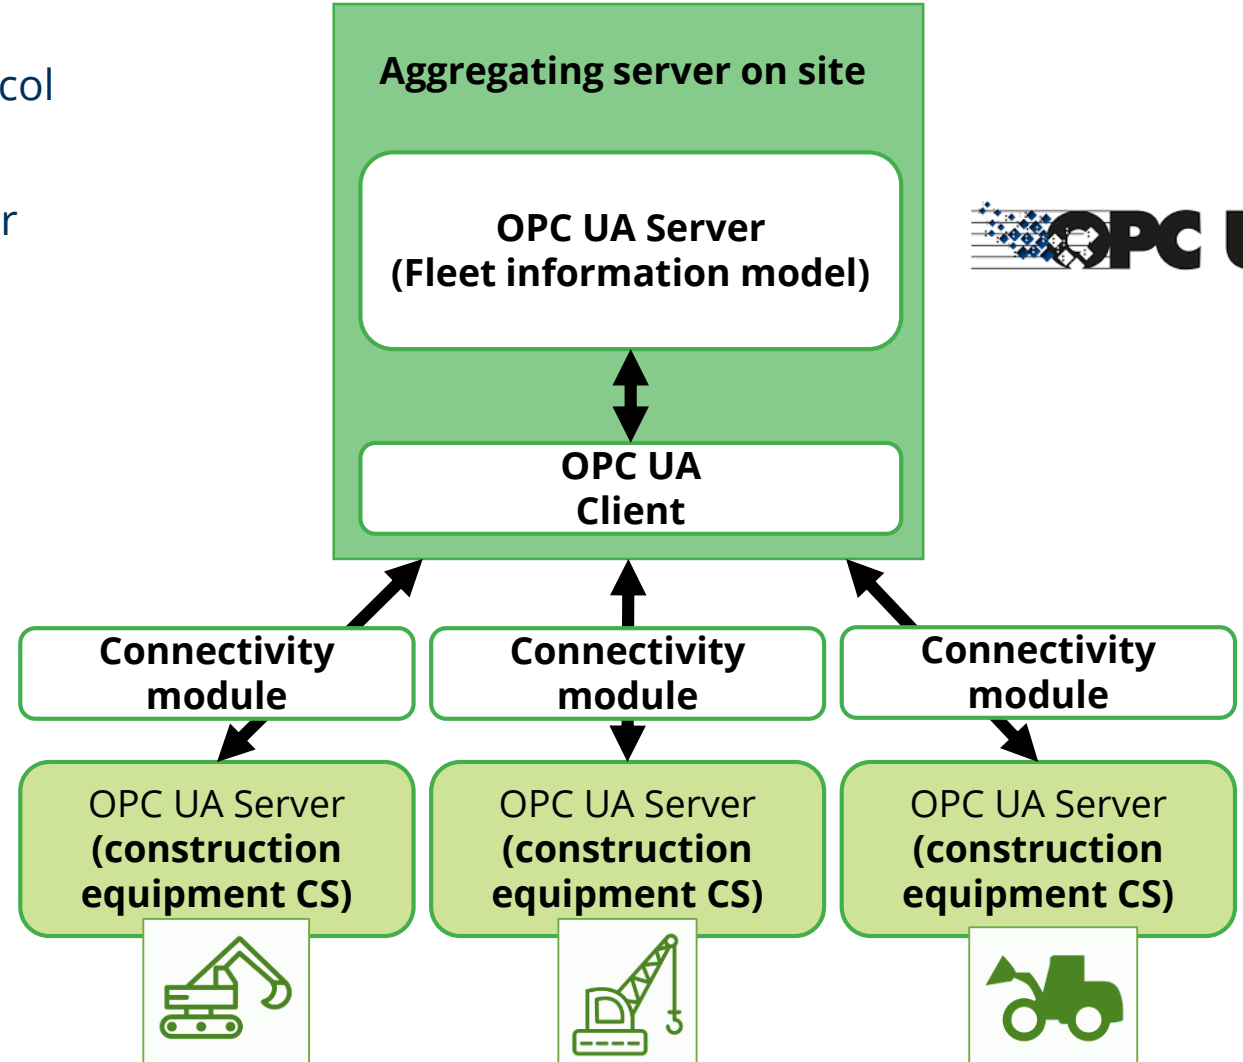 col
r
Aggregating server on site
OPC UA Server
(Fleet information model)
OPC U
OPC UA
Client
Connectivity
module
Connectivity
module
Connectivity
module
OPC UA Server
(construction
equipment CS)
OPC UA Server
(construction
equipment CS)
OPC UA Server
(construction
equipment CS)